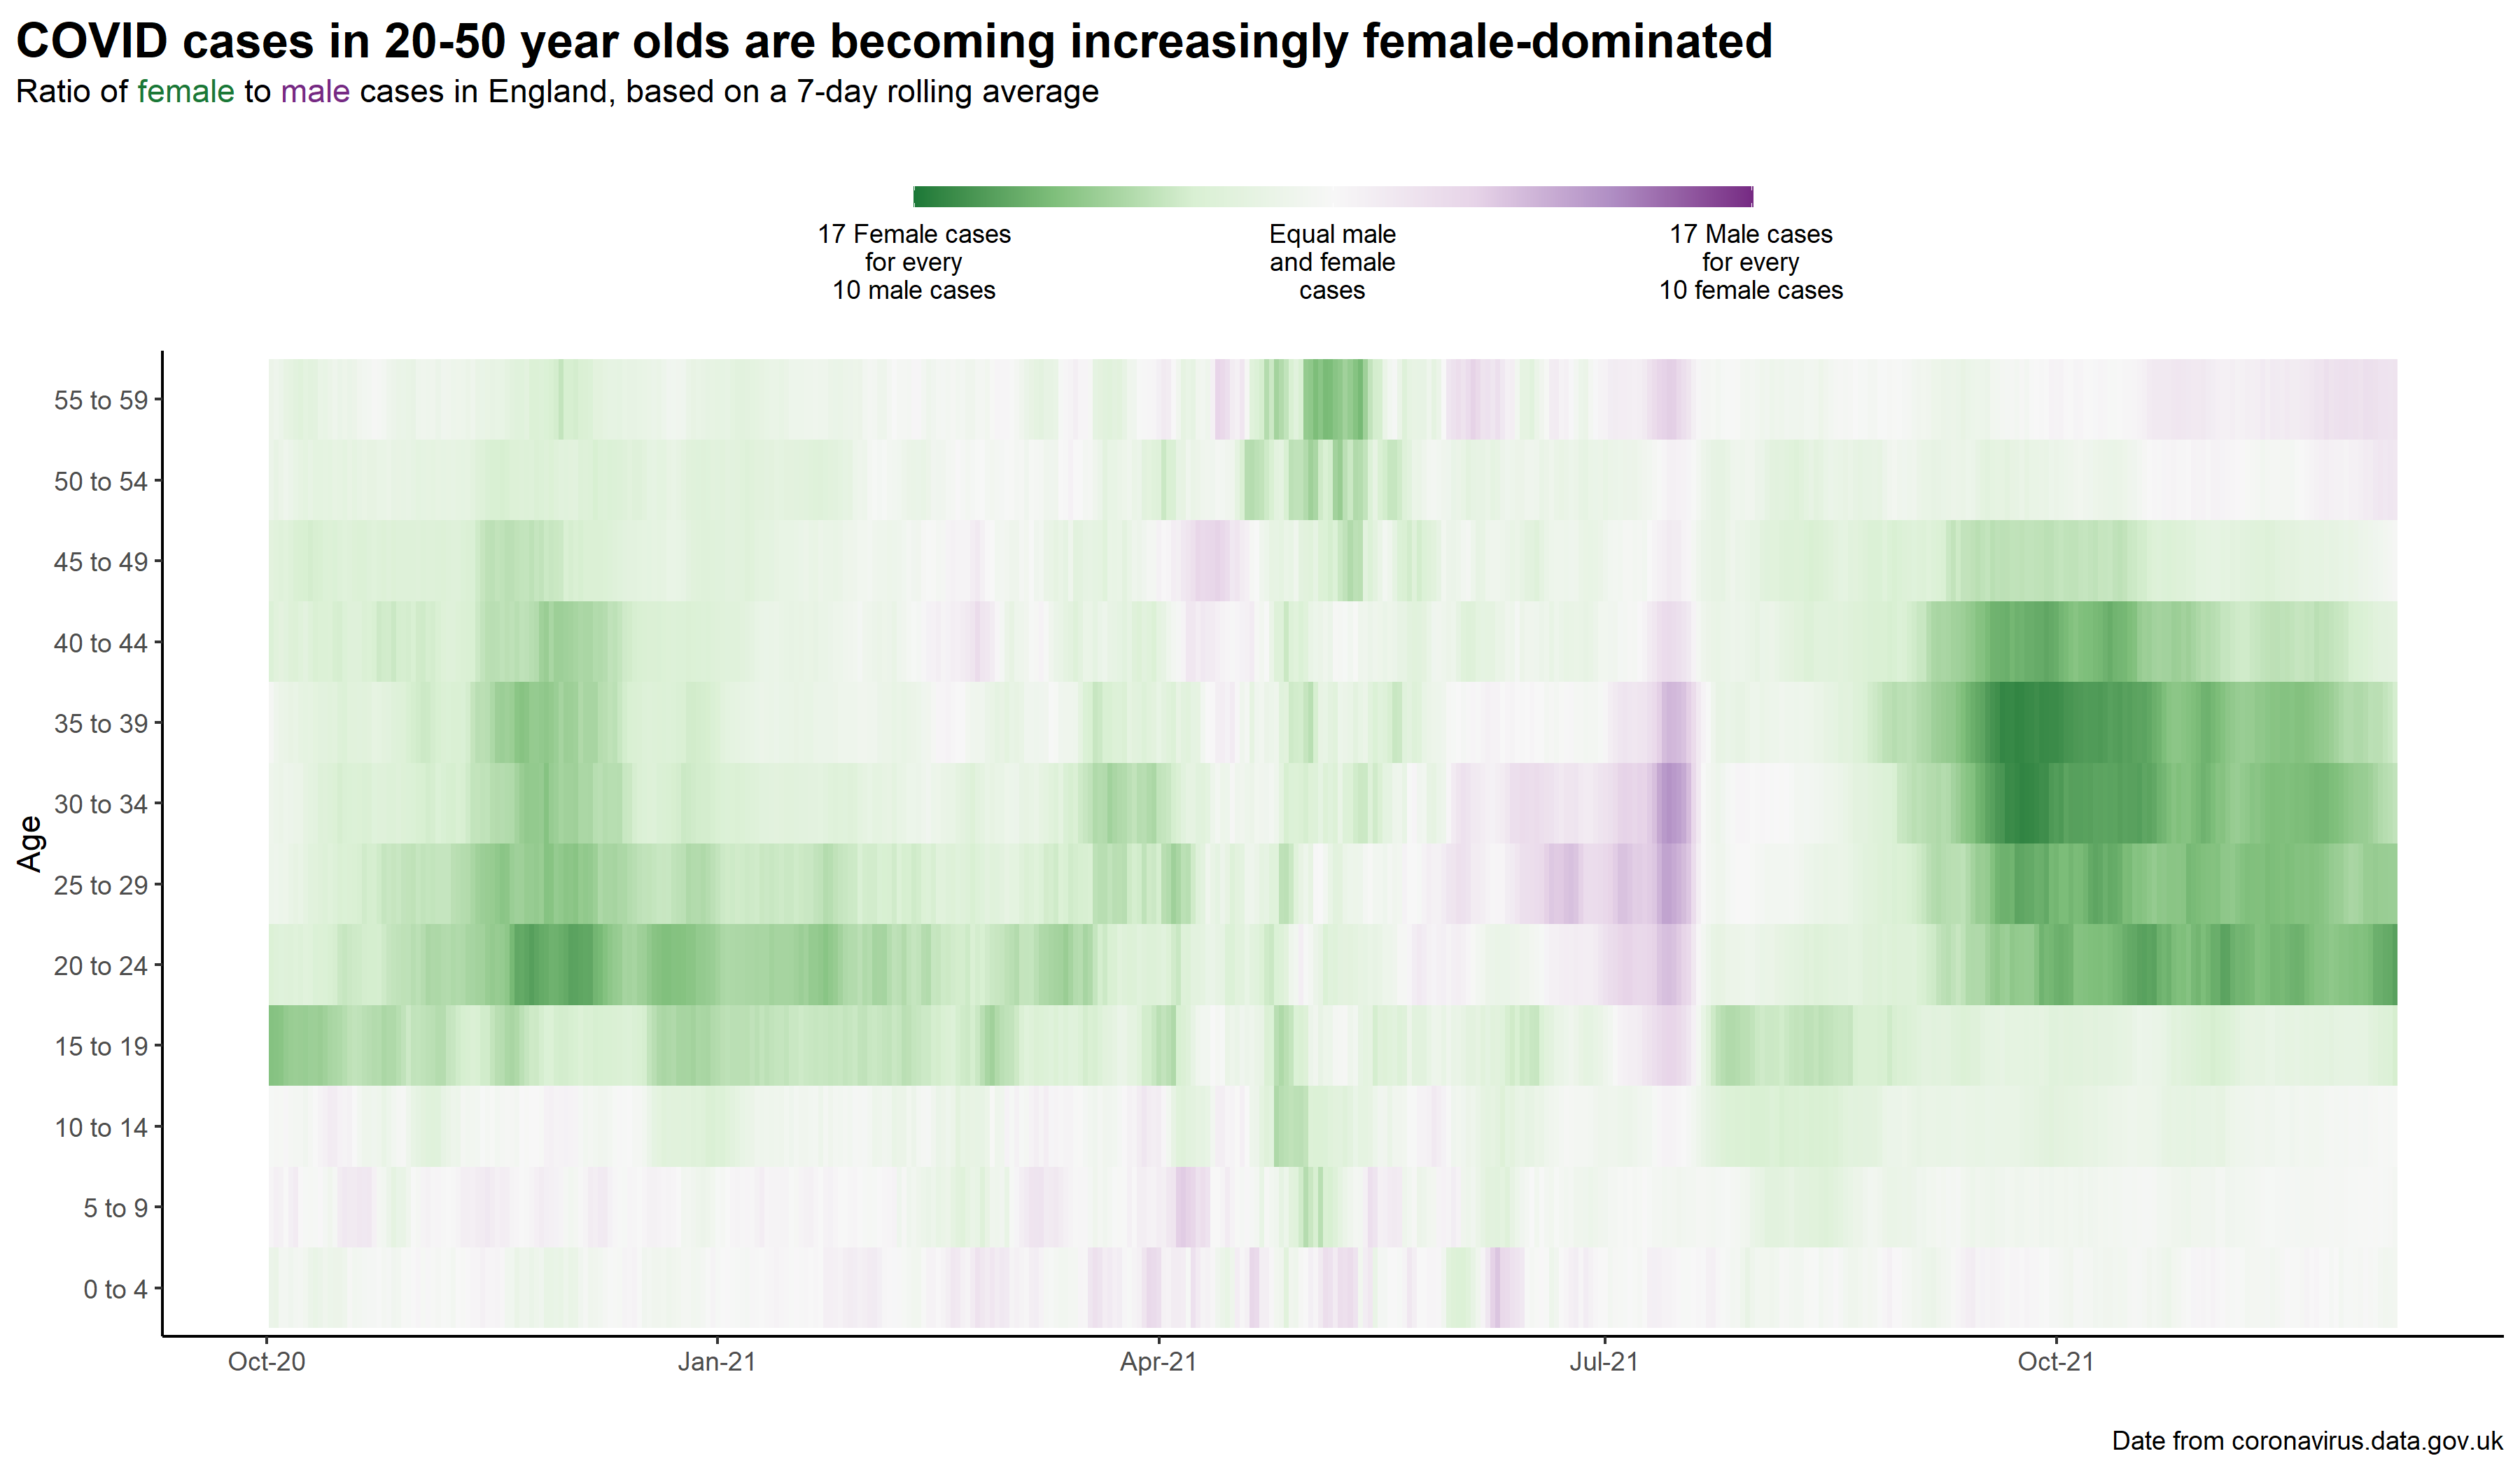 COVID cases in 20-50 year olds are becoming increasingly female-dominated
Ratio of female to male cases in England, based on a 7-day rolling average
17 Female cases
for every
10 male cases
Equal male
and female
cases
17 Male cases
for every
10 female cases
Age
55 to 59
50 to 54
45 to 49
40 to 44
35 to 39
30 to 34
25 to 29
20 to 24
15 to 19
10 to 14
5 to 9
0 to 4
Oct-20
Jan-21
Apr-21
Jul-21
Oct-21
Date from coronavirus.data.gov.uk